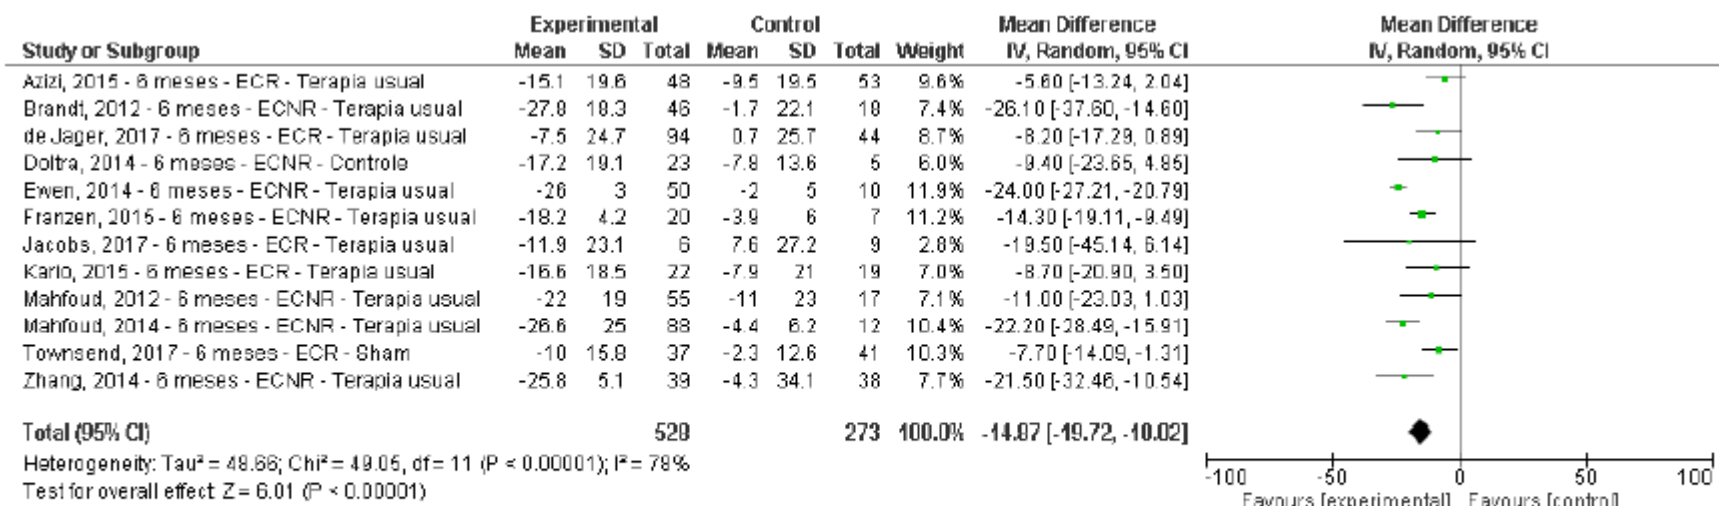 Experimental Control Mean Difference Mean Difference
Study or Subgroup Mean SD Total Mean SD Total Weight IV, Random, 95% CI IV, Random, 95% CI
Azizi, 2015 - 6 meses - ECR - Terapia usual -15.1 19.6 48 -9.5 19.5 53 9.6% -5.60 [-13.24, 2.04]
Brandt, 2012 - 6 meses - ECNR - Terapia usual -27.8 18.3 46 -1.7 22.1 18 7.4% -26.10 [-37.60, -14.60]
de Jager, 2017 - 6 meses - ECR - Terapia usual -7.5 24.7 94 0.7 25.7 44 8.7% -8.20 [-17.29, 0.89]
Doltra, 2014 - 6 meses - ECNR - Controle -17.2 19.1 23 -7.8 13.6 5 6.0% -9.40 [-23.65, 4.85]
Ewen, 2014 - 6 meses - ECNR - Terapia usual -26 3 50 -2 5 10 11.9% -24.00 [-27.21, -20.79]
Franzen, 2015 - 6 meses - ECNR - Terapia usual -18.2 4.2 20 -3.9 6 7 11.2% -14.30 [-19.11, -9.49]
Jacobs, 2017 - 6 meses - ECR - Terapia usual -11.9 23.1 6 7.6 27.2 9 2.8% -19.50 [-45.14, 6.14]
Kario, 2015 - 6 meses - ECR - Terapia usual -16.6 18.5 22 -7.9 21 19 7.0% -8.70 [-20.90, 3.50]
Mahfoud, 2012 - 6 meses - ECNR - Terapia usual -22 19 55 -11 23 17 7.1% -11.00 [-23.03, 1.03]
Mahfoud, 2014 - 6 meses - ECNR - Terapia usual -26.6 25 88 -4.4 6.2 12 10.4% -22.20 [-28.49, -15.91]
Townsend, 2017 - 6 meses - ECR - Sham -10 15.8 37 -2.3 12.6 41 10.3% -7.70 [-14.09, -1.31]
Zhang, 2014 - 6 meses - ECNR - Terapia usual -25.8 5.1 39 -4.3 34.1 38 7.7% -21.50 [-32.46, -10.54]
Total (95% CI) 528 273 100.0% -14.87 [-19.72, -10.02]
Heterogeneity: Tau² = 48.66; Chi² = 49.05, df = 11 (P < 0.00001); I² = 78%
Test for overall effect: Z = 6.01 (P < 0.00001)
-100 -50 0 50 100
Favours [experimental] Favours [control]